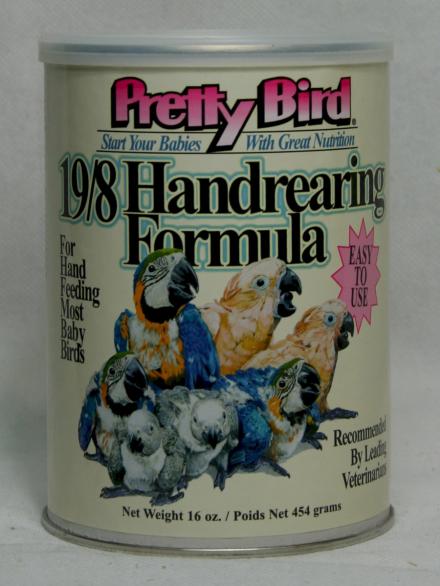 Pretty Bird®
Start Your Babies With Great Nutrition
19/8 Handrearing
Formula
For
Hand
Feeding
Most
Baby
Birds
EASY
TO
USE
Recommended
By Leading
Veterinarians
Net Weight 16 oz. / Poids Net 454 grams